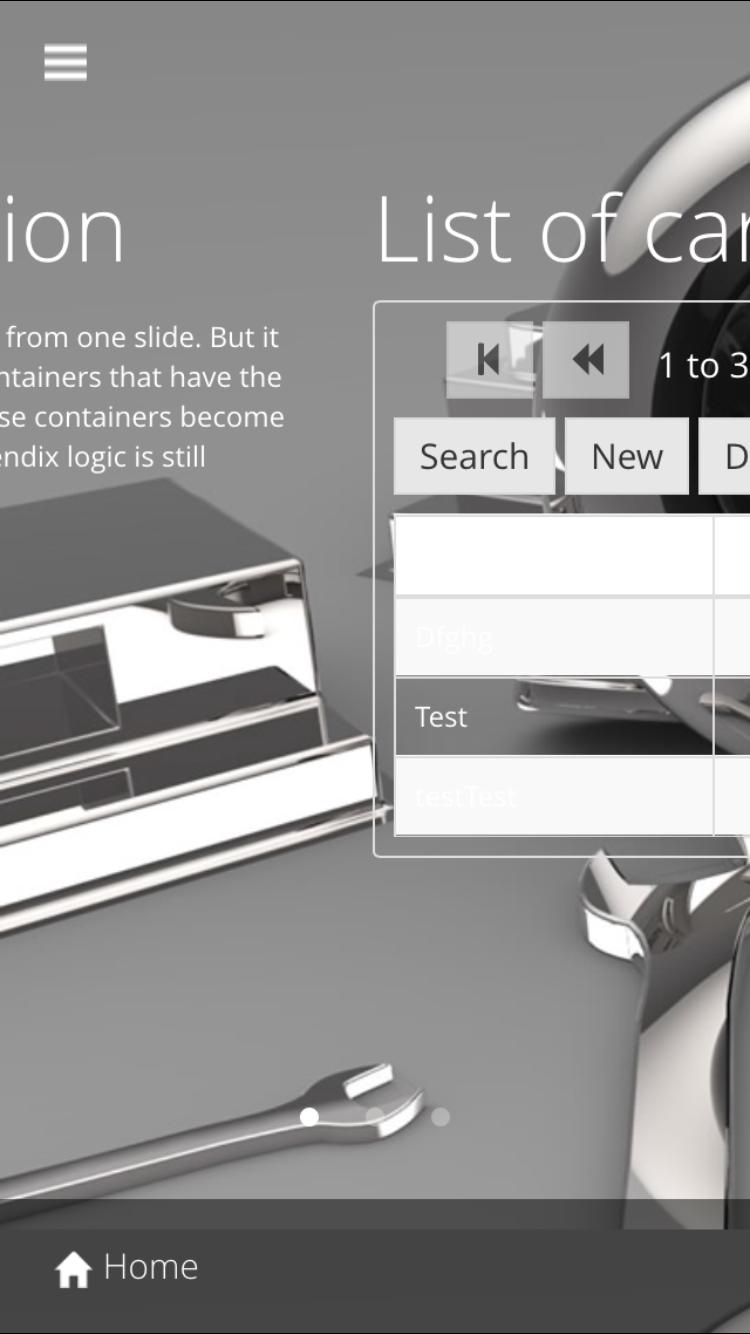 ion
List of car
from one slide. But it
ntainers that have the
se containers become
endix logic is still
1 to 3
Search
New
D
Dfghg
Test
testTest
Home